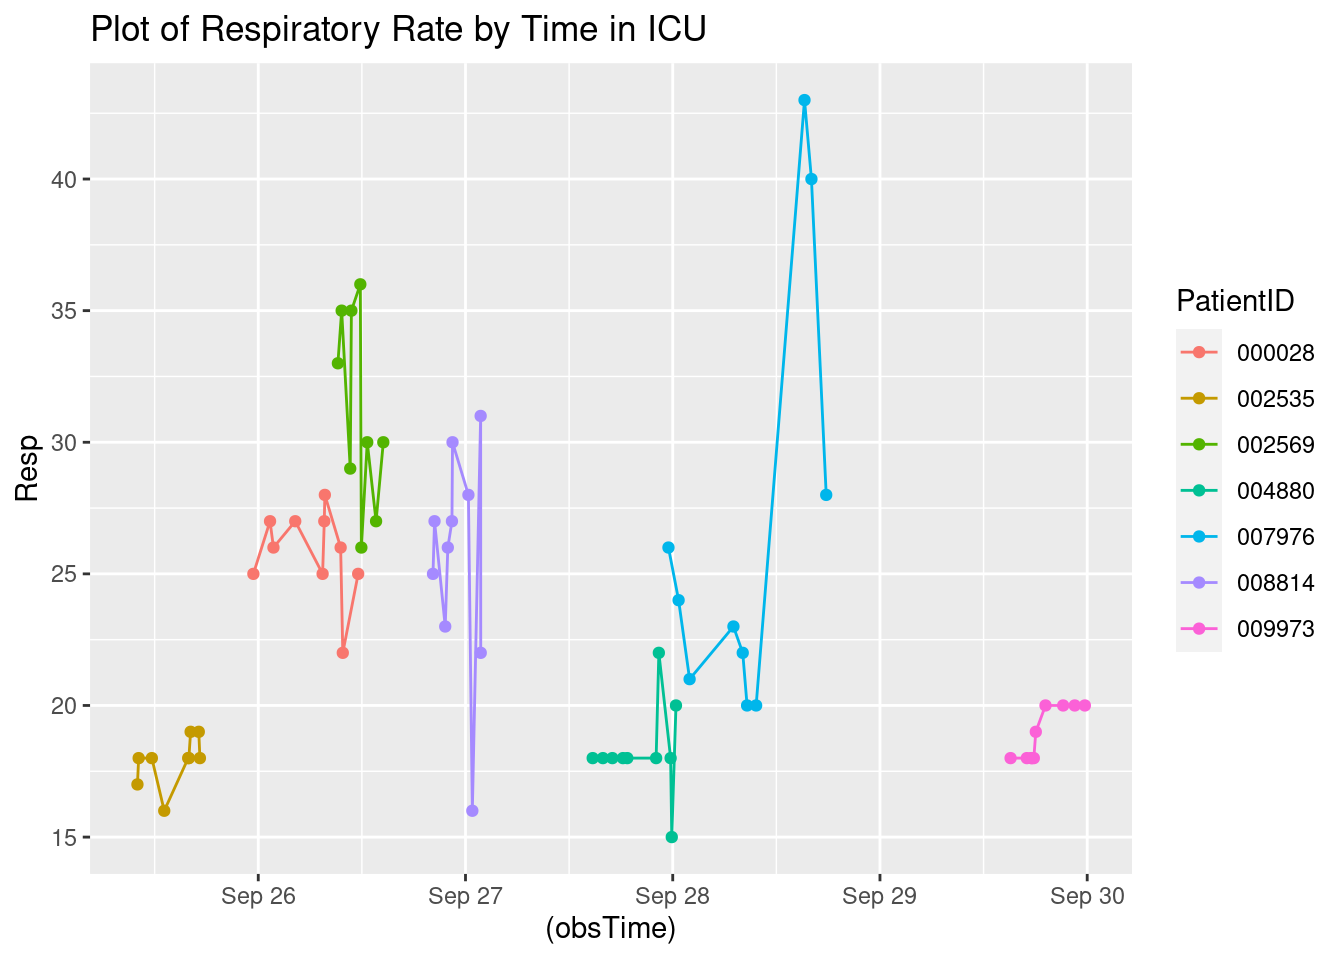 Plot of Respiratory Rate by Time in ICU
40
35
30
25
20
15
Resp
Sep 26
Sep 27
Sep 28
Sep 29
Sep 30
(obsTime)
PatientID
000028
002535
002569
004880
007976
008814
009973